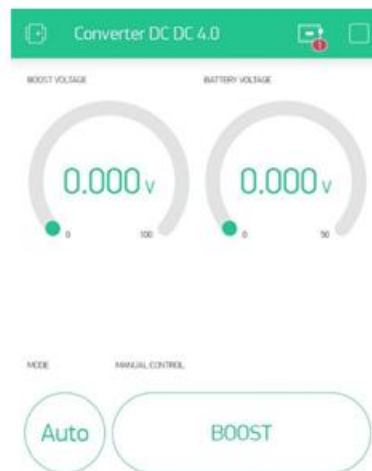 Converter DC DC 4.0
BOOST VOLTAGE BATTERY VOLTAGE
0.000 v 0.000 v
0 100 0 50
MODE MANUAL CONTROL
Auto BOOST